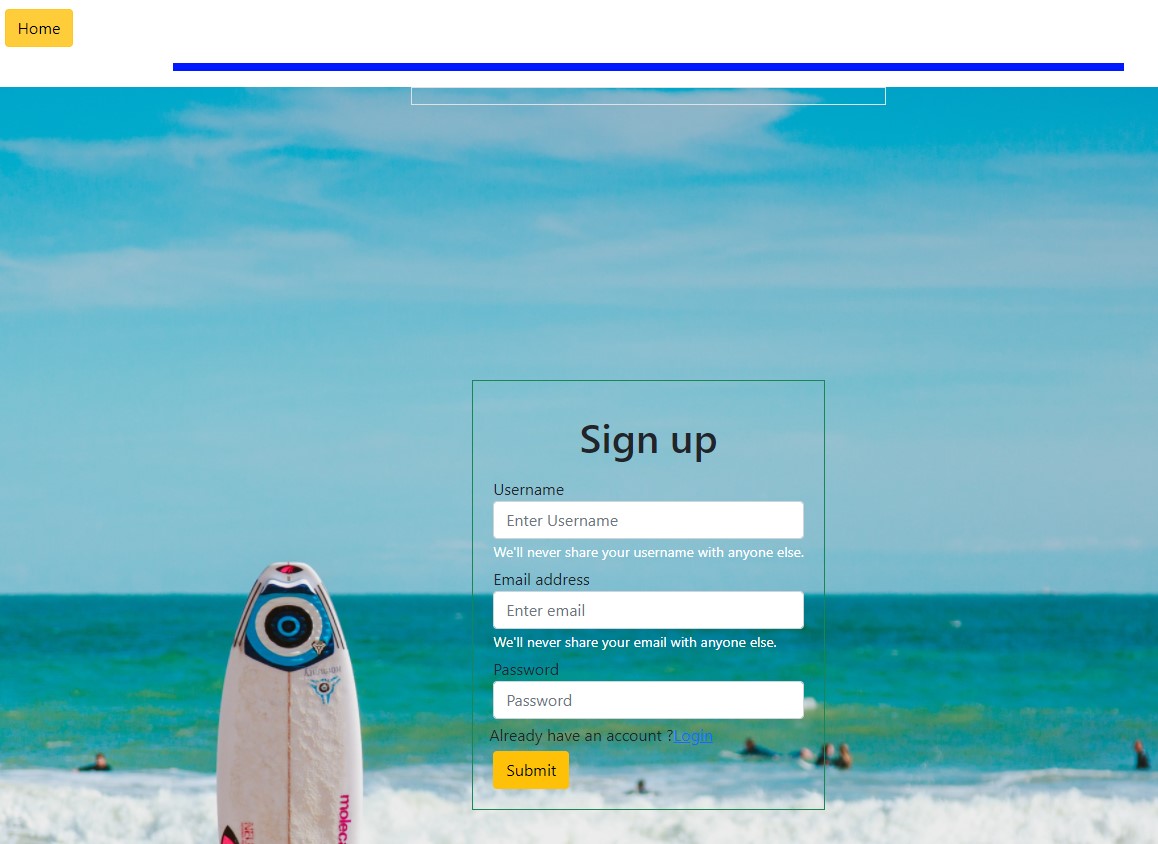 Home
Sign up
Username
Enter Username
We'll never share your username with anyone else.
Email address
Enter email
We'll never share your email with anyone else.
Password
Password
Already have an account ?Login
Submit